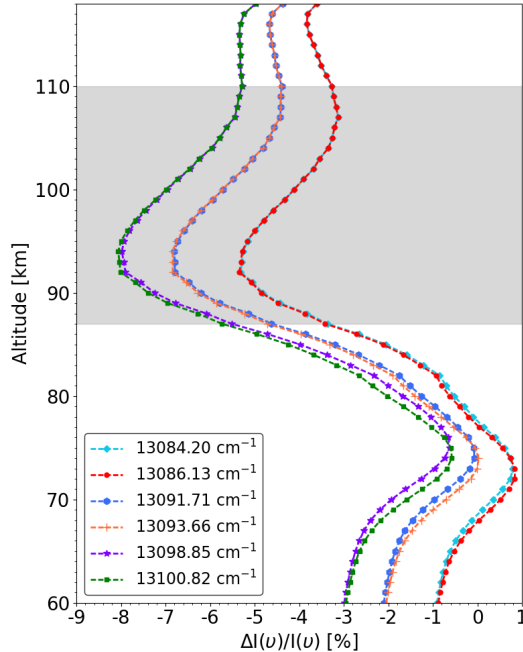 Altitude [km]
110
100
90
80
70
60
13084.20 cm⁻¹
13086.13 cm⁻¹
13091.71 cm⁻¹
13093.66 cm⁻¹
13098.85 cm⁻¹
13100.82 cm⁻¹
-9 -8 -7 -6 -5 -4 -3 -2 -1 0 1
ΔI(υ)/I(υ) [%]